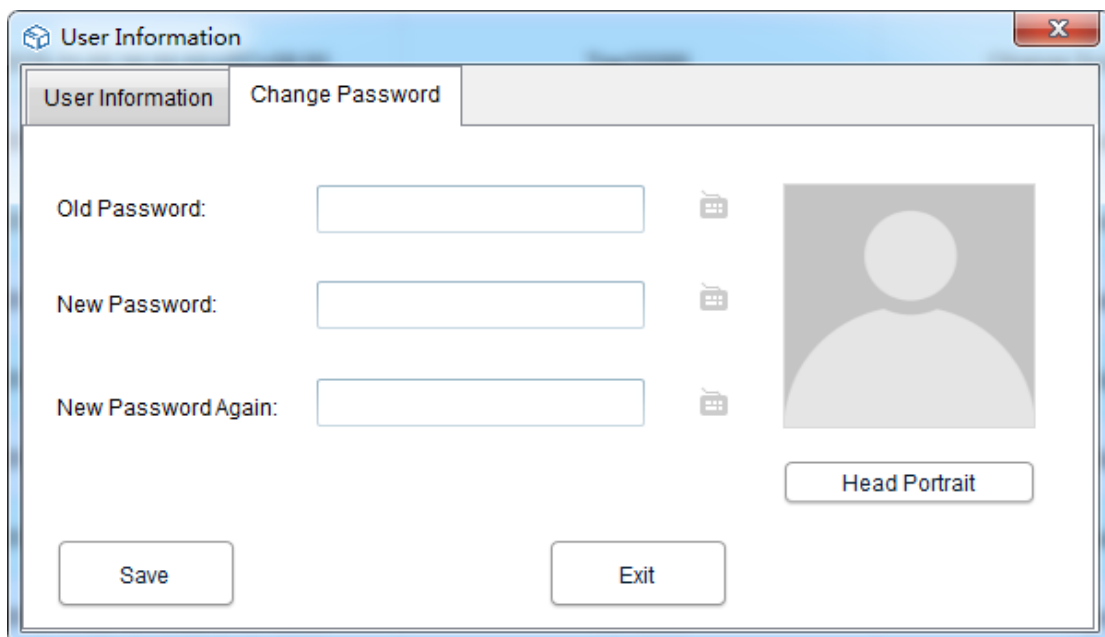 User Information
User Information Change Password
Old Password:
New Password:
New Password Again:
Head Portrait
Save Exit